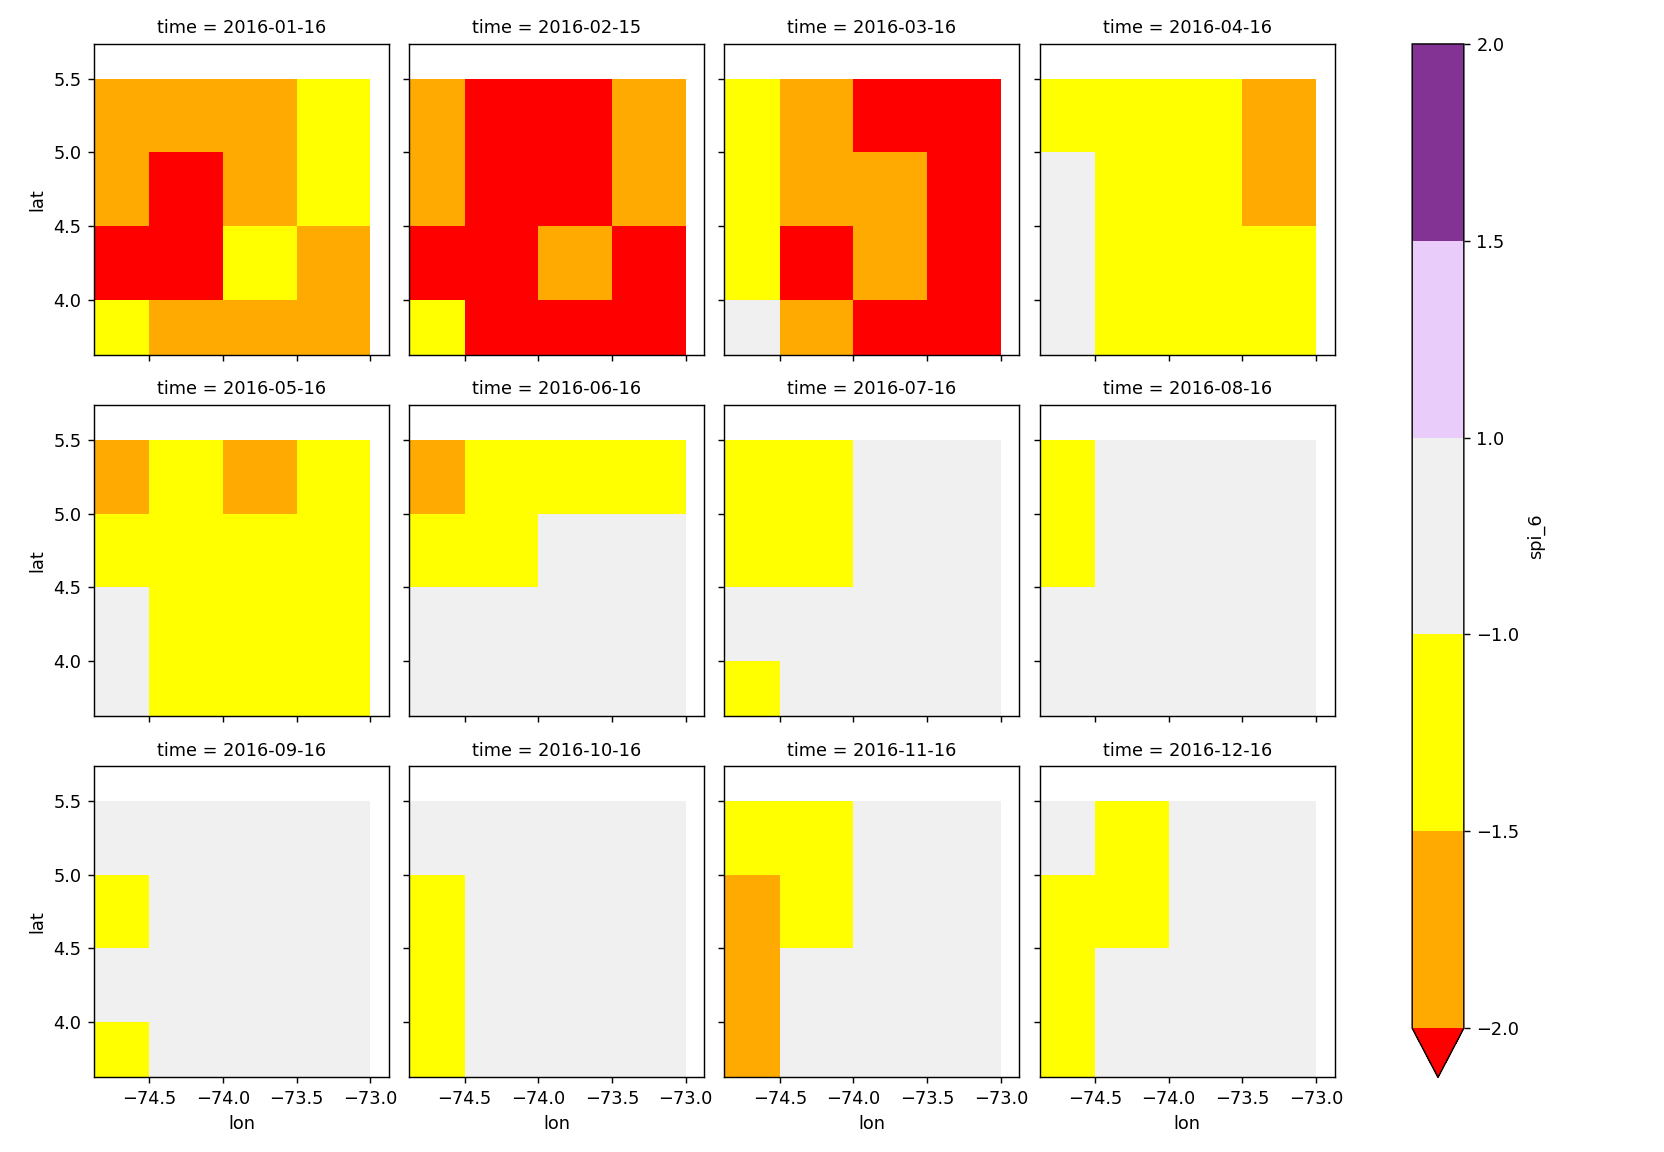 time = 2016-01-16
time = 2016-02-15
time = 2016-03-16
time = 2016-04-16
5.5
5.0
4.5
4.0
lat
time = 2016-05-16
time = 2016-06-16
time = 2016-07-16
time = 2016-08-16
5.5
5.0
4.5
4.0
lat
time = 2016-09-16
time = 2016-10-16
time = 2016-11-16
time = 2016-12-16
5.5
5.0
4.5
4.0
lat
−74.5 −74.0 −73.5 −73.0
lon
−74.5 −74.0 −73.5 −73.0
lon
−74.5 −74.0 −73.5 −73.0
lon
−74.5 −74.0 −73.5 −73.0
lon
2.0
1.5
1.0
−1.0
−1.5
−2.0
spi_6